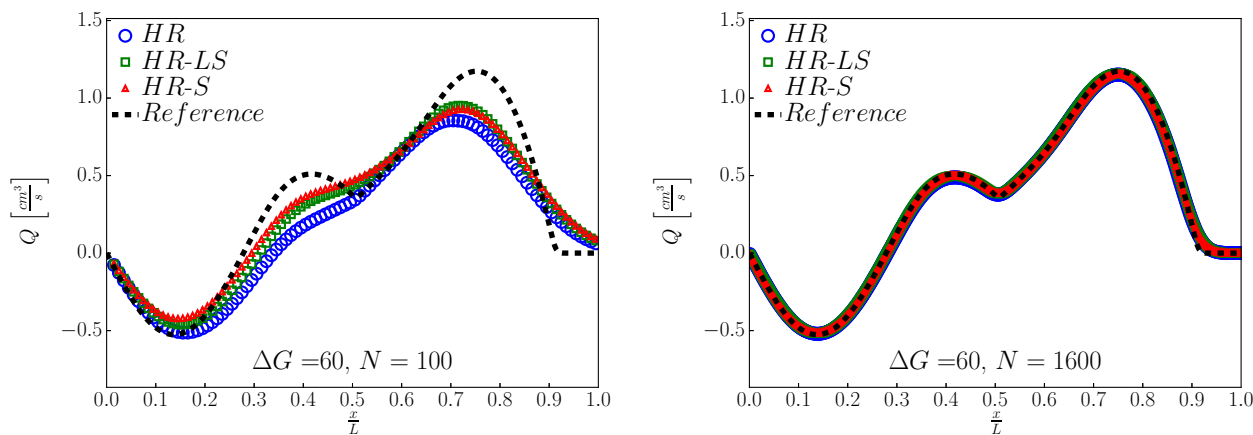 1.5
1.0
0.5
0.0
−0.5
Q [cm³/s]
HR
HR-LS
HR-S
Reference
ΔG =60, N = 100
0.0 0.1 0.2 0.3 0.4 0.5 0.6 0.7 0.8 0.9 1.0
x/L
1.5
1.0
0.5
0.0
−0.5
Q [cm³/s]
HR
HR-LS
HR-S
Reference
ΔG =60, N = 1600
0.0 0.1 0.2 0.3 0.4 0.5 0.6 0.7 0.8 0.9 1.0
x/L